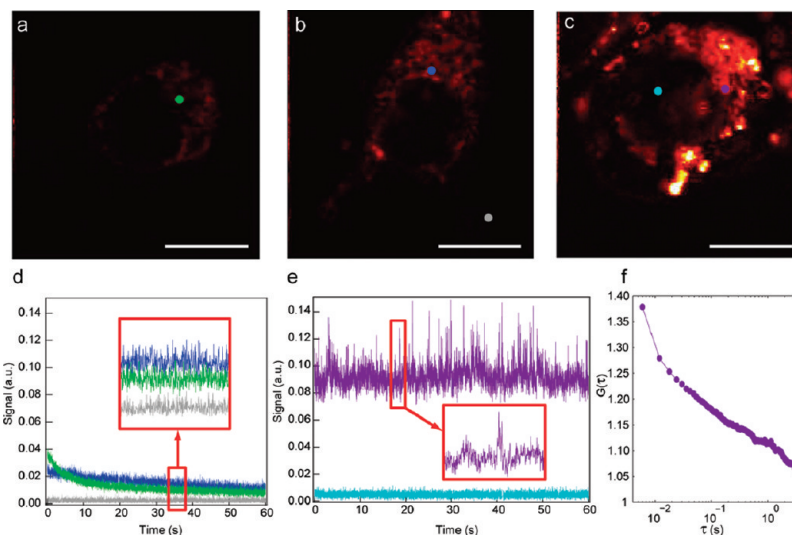 a
b
c
d
e
f
0.14
0.12
0.10
0.08
0.06
0.04
0.02
0.00
Signal (a.u.)
0 10 20 30 40 50 60
Time (s)
0.14
0.12
0.10
0.08
0.06
0.04
0.02
0.00
Signal (a.u.)
0 10 20 30 40 50 60
Time (s)
1.40
1.35
1.30
1.25
1.20
1.15
1.10
1.05
1
G(τ)
10⁻² 10⁻¹ 10⁰
τ (s)